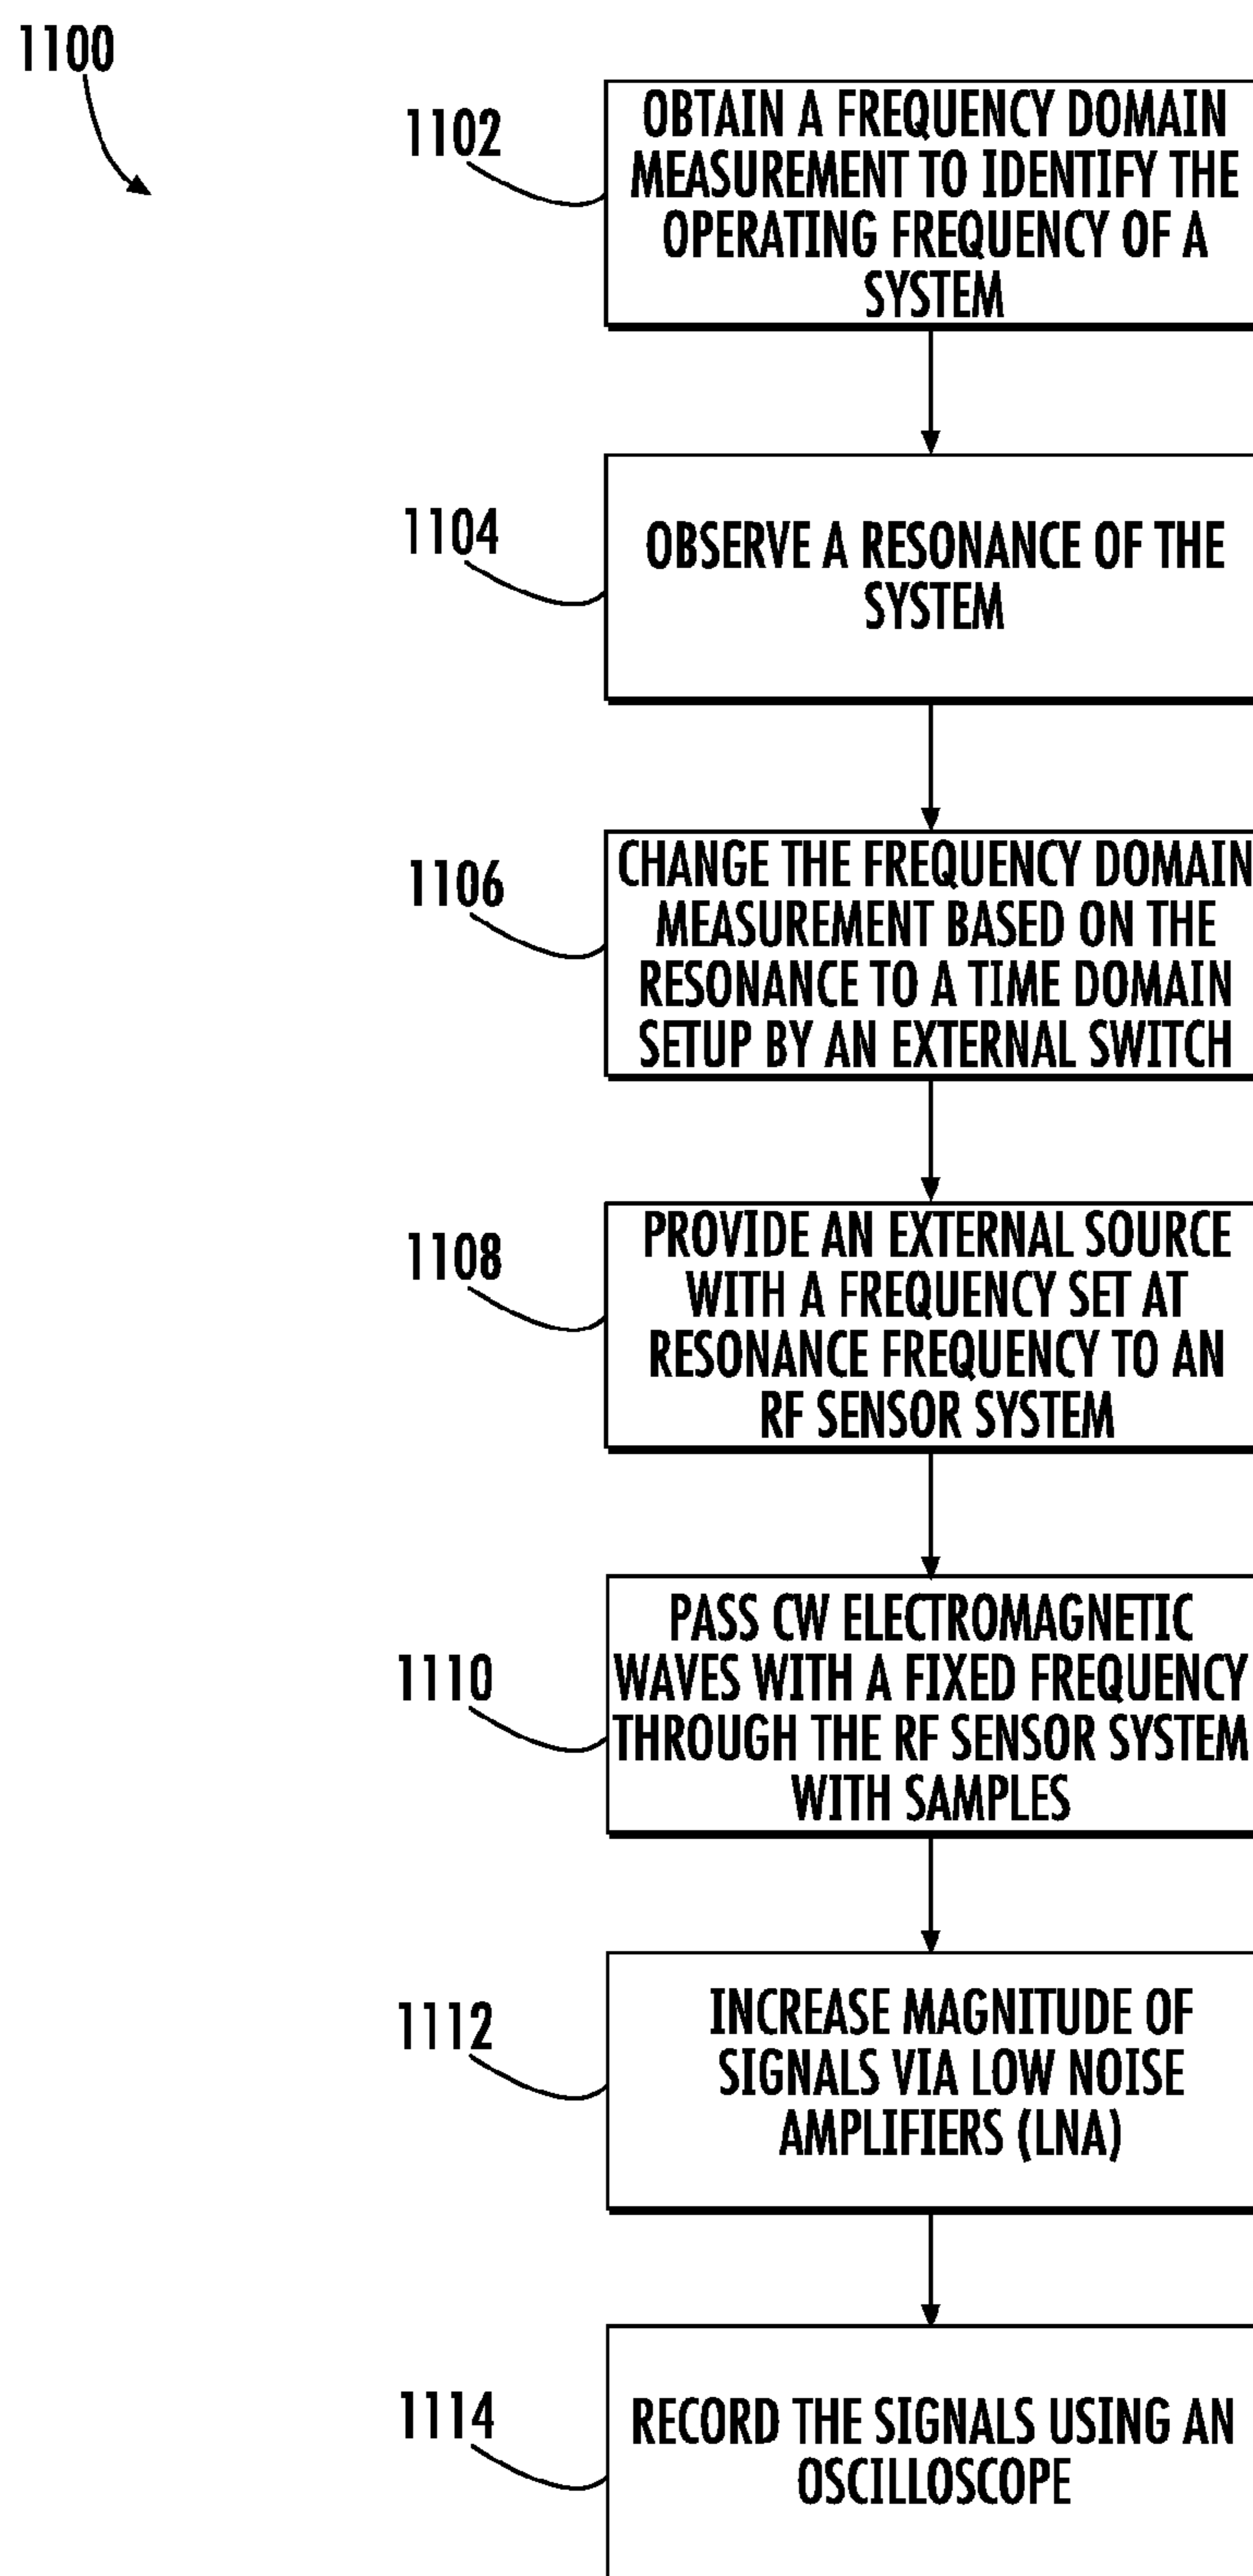 1100
1102
OBTAIN A FREQUENCY DOMAIN
MEASUREMENT TO IDENTIFY THE
OPERATING FREQUENCY OF A
SYSTEM
1104
OBSERVE A RESONANCE OF THE
SYSTEM
1106
CHANGE THE FREQUENCY DOMAIN
MEASUREMENT BASED ON THE
RESONANCE TO A TIME DOMAIN
SETUP BY AN EXTERNAL SWITCH
1108
PROVIDE AN EXTERNAL SOURCE
WITH A FREQUENCY SET AT
RESONANCE FREQUENCY TO AN
RF SENSOR SYSTEM
1110
PASS CW ELECTROMAGNETIC
WAVES WITH A FIXED FREQUENCY
THROUGH THE RF SENSOR SYSTEM
WITH SAMPLES
1112
INCREASE MAGNITUDE OF
SIGNALS VIA LOW NOISE
AMPLIFIERS (LNA)
1114
RECORD THE SIGNALS USING AN
OSCILLOSCOPE